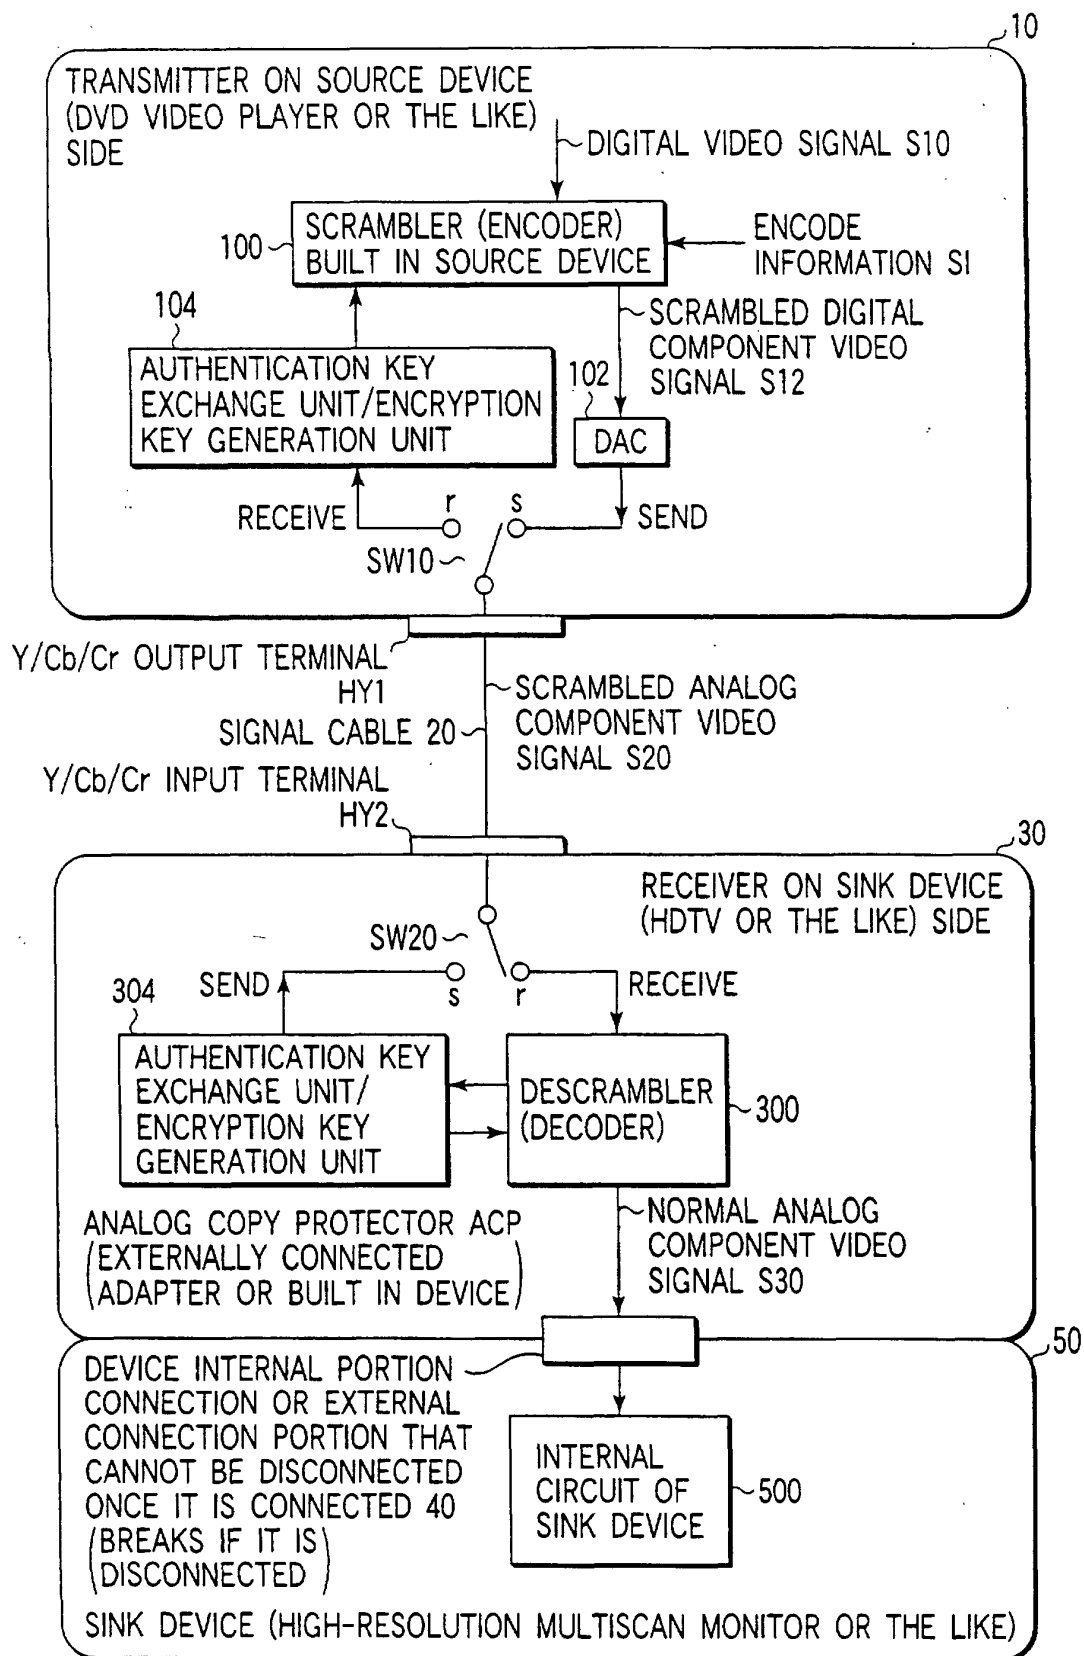 10
TRANSMITTER ON SOURCE DEVICE
(DVD VIDEO PLAYER OR THE LIKE)
SIDE
DIGITAL VIDEO SIGNAL S10
SCRAMBLER (ENCODER)
BUILT IN SOURCE DEVICE
100
ENCODE
INFORMATION SI
104
SCRAMBLED DIGITAL
COMPONENT VIDEO
SIGNAL S12
AUTHENTICATION KEY
EXCHANGE UNIT/ENCRYPTION
KEY GENERATION UNIT
102
DAC
RECEIVE
r
s
SEND
SW10
Y/Cb/Cr OUTPUT TERMINAL
HY1
SCRAMBLED ANALOG
COMPONENT VIDEO
SIGNAL S20
SIGNAL CABLE 20
Y/Cb/Cr INPUT TERMINAL
HY2
30
RECEIVER ON SINK DEVICE
(HDTV OR THE LIKE) SIDE
SW20
SEND
s
r
RECEIVE
304
AUTHENTICATION KEY
EXCHANGE UNIT/
ENCRYPTION KEY
GENERATION UNIT
DESCRAMBLER
(DECODER)
300
ANALOG COPY PROTECTOR ACP
(EXTERNALLY CONNECTED
ADAPTER OR BUILT IN DEVICE)
NORMAL ANALOG
COMPONENT VIDEO
SIGNAL S30
50
DEVICE INTERNAL PORTION
CONNECTION OR EXTERNAL
CONNECTION PORTION THAT
CANNOT BE DISCONNECTED
ONCE IT IS CONNECTED 40
(BREAKS IF IT IS
DISCONNECTED)
INTERNAL
CIRCUIT OF
SINK DEVICE
500
SINK DEVICE (HIGH-RESOLUTION MULTISCAN MONITOR OR THE LIKE)